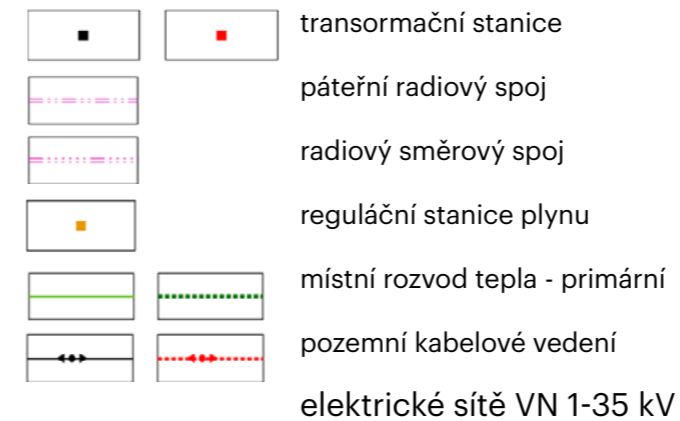 transormační stanice
páteřní radiový spoj
radiový směrový spoj
reguláční stanice plynu
místní rozvod tepla - primární
pozemní kabelové vedení
elektrické sítě VN 1-35 kV